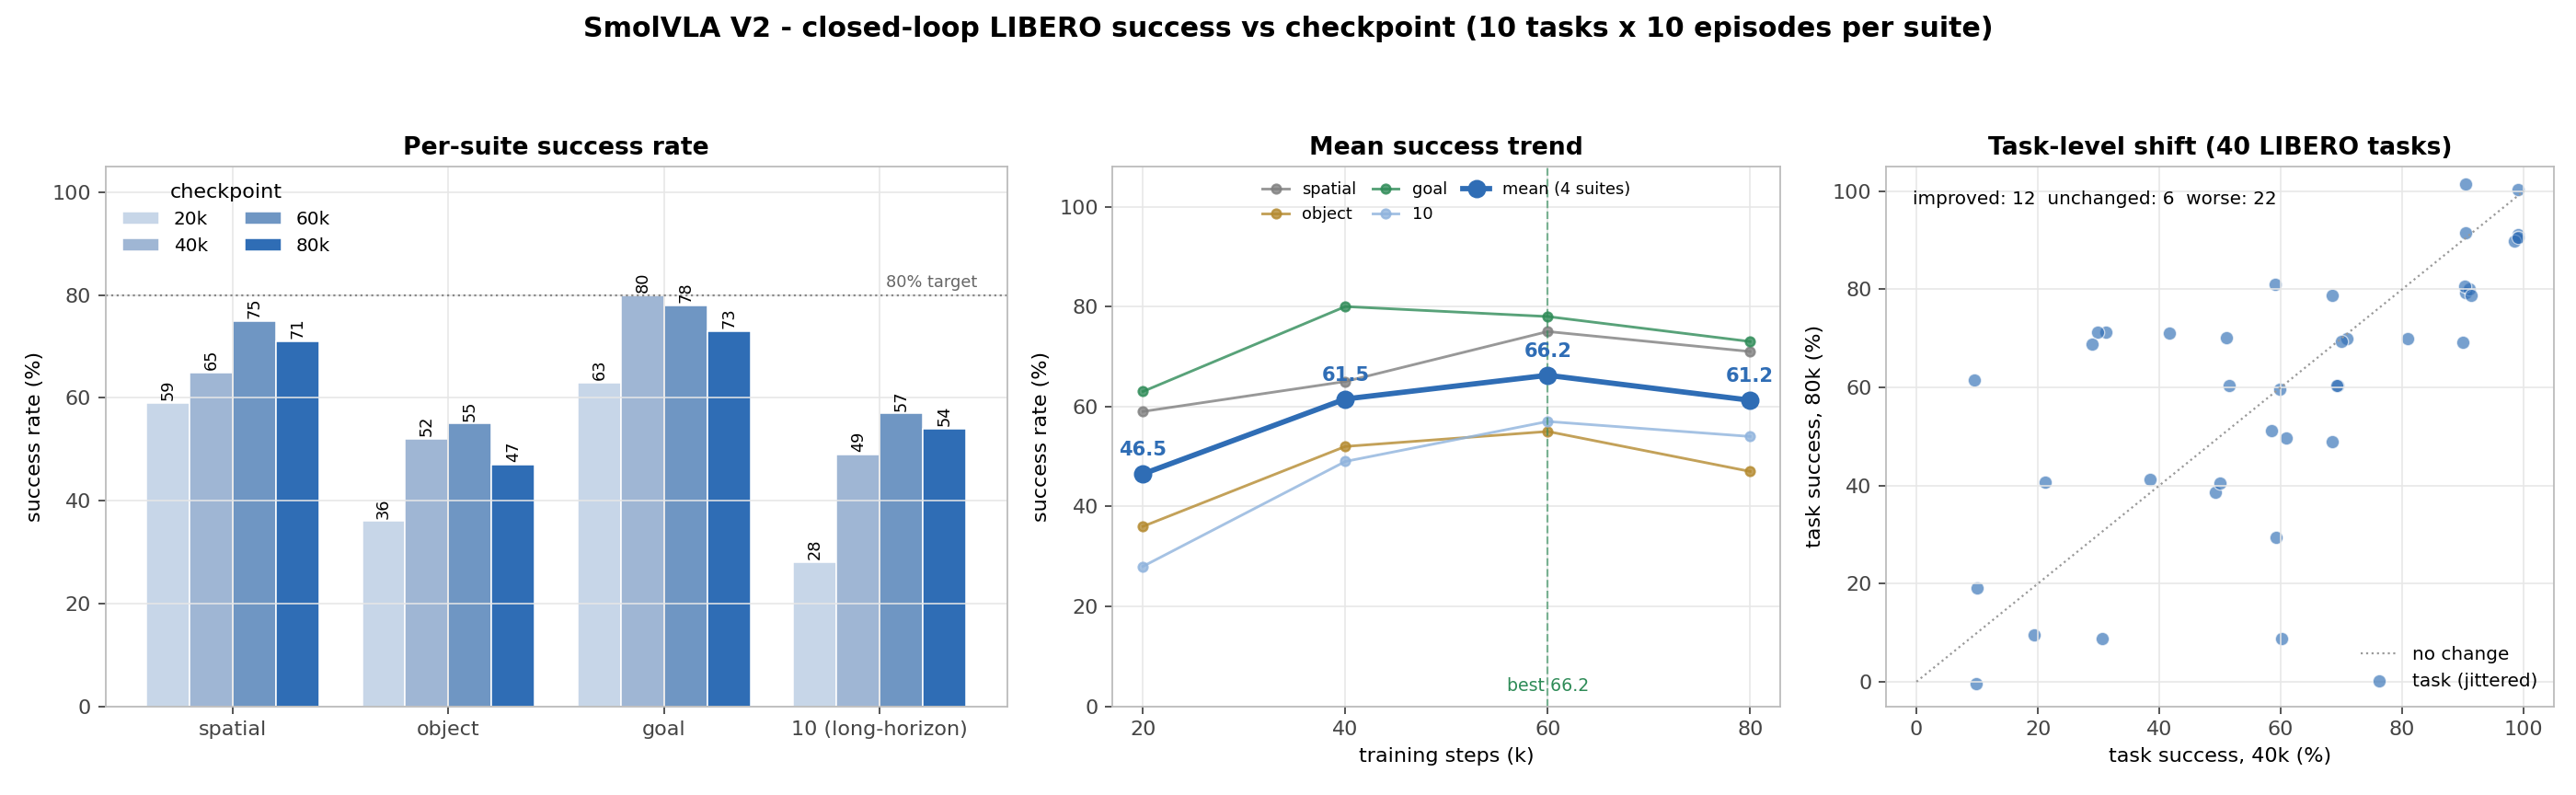 SmolVLA V2 - closed-loop LIBERO success vs checkpoint (10 tasks x 10 episodes per suite)
Per-suite success rate
checkpoint
20k
60k
40k
80k
80% target
success rate (%)
100
80
60
40
20
0
59
65
75
71
36
52
55
47
63
80
78
73
28
49
57
54
spatial
object
goal
10 (long-horizon)
Mean success trend
spatial
goal
mean (4 suites)
object
10
success rate (%)
100
80
60
40
20
0
46.5
61.5
66.2
61.2
best 66.2
20
40
60
80
training steps (k)
Task-level shift (40 LIBERO tasks)
improved: 12 unchanged: 6 worse: 22
task success, 80k (%)
100
80
60
40
20
0
no change
task (jittered)
0
20
40
60
80
100
task success, 40k (%)